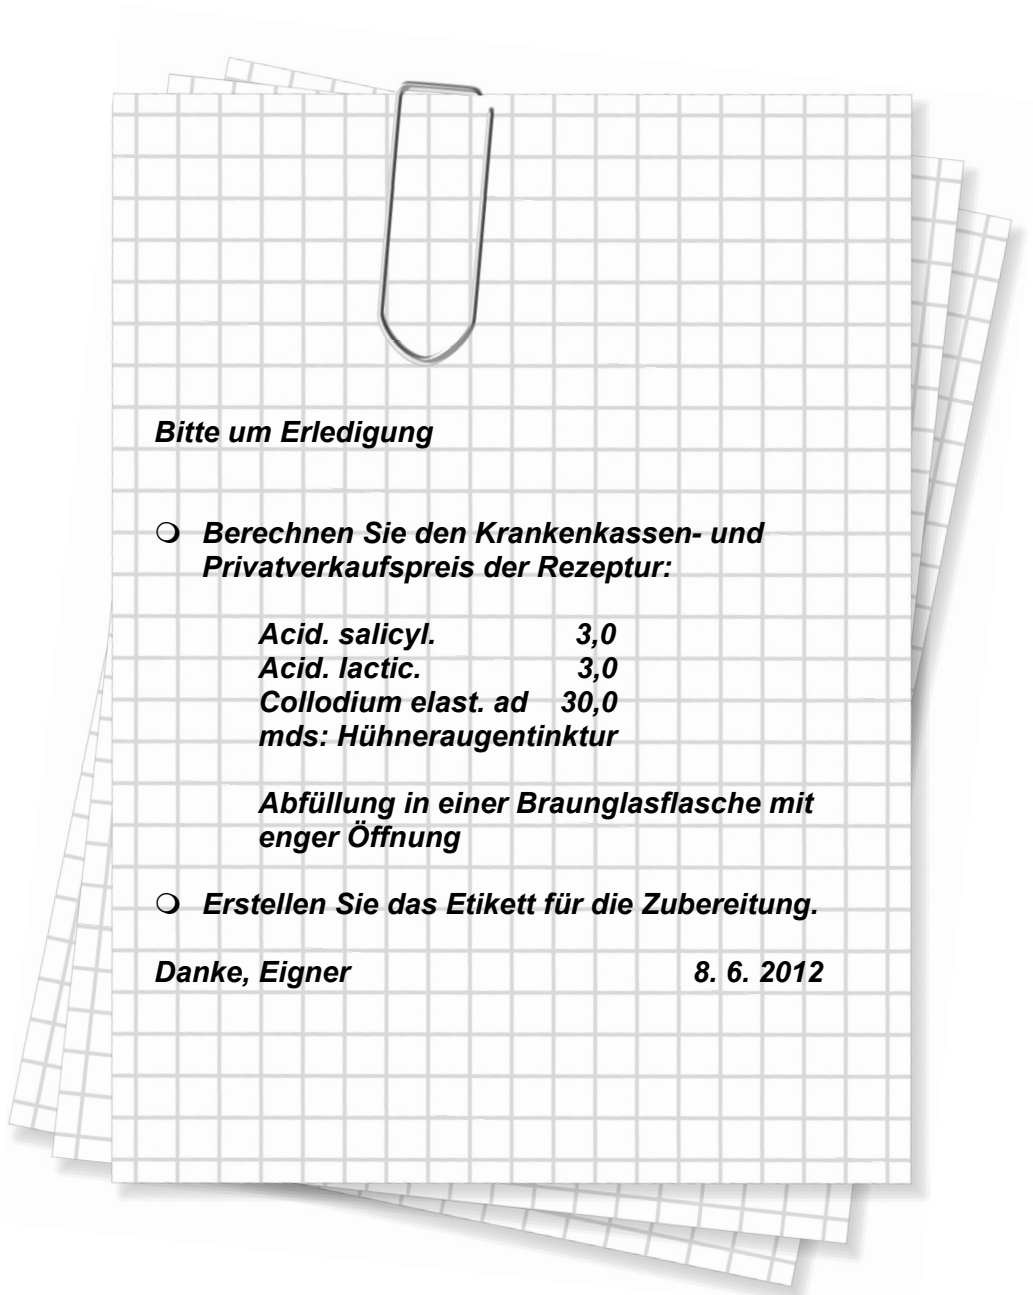 Bitte um Erledigung
Berechnen Sie den Krankenkassen- und
Privatverkaufspreis der Rezeptur:
Acid. salicyl. 3,0
Acid. lactic. 3,0
Collodium elast. ad 30,0
mds: Hühneraugentinktur
Abfüllung in einer Braunglasflasche mit
enger Öffnung
Erstellen Sie das Etikett für die Zubereitung.
Danke, Eigner 8. 6. 2012